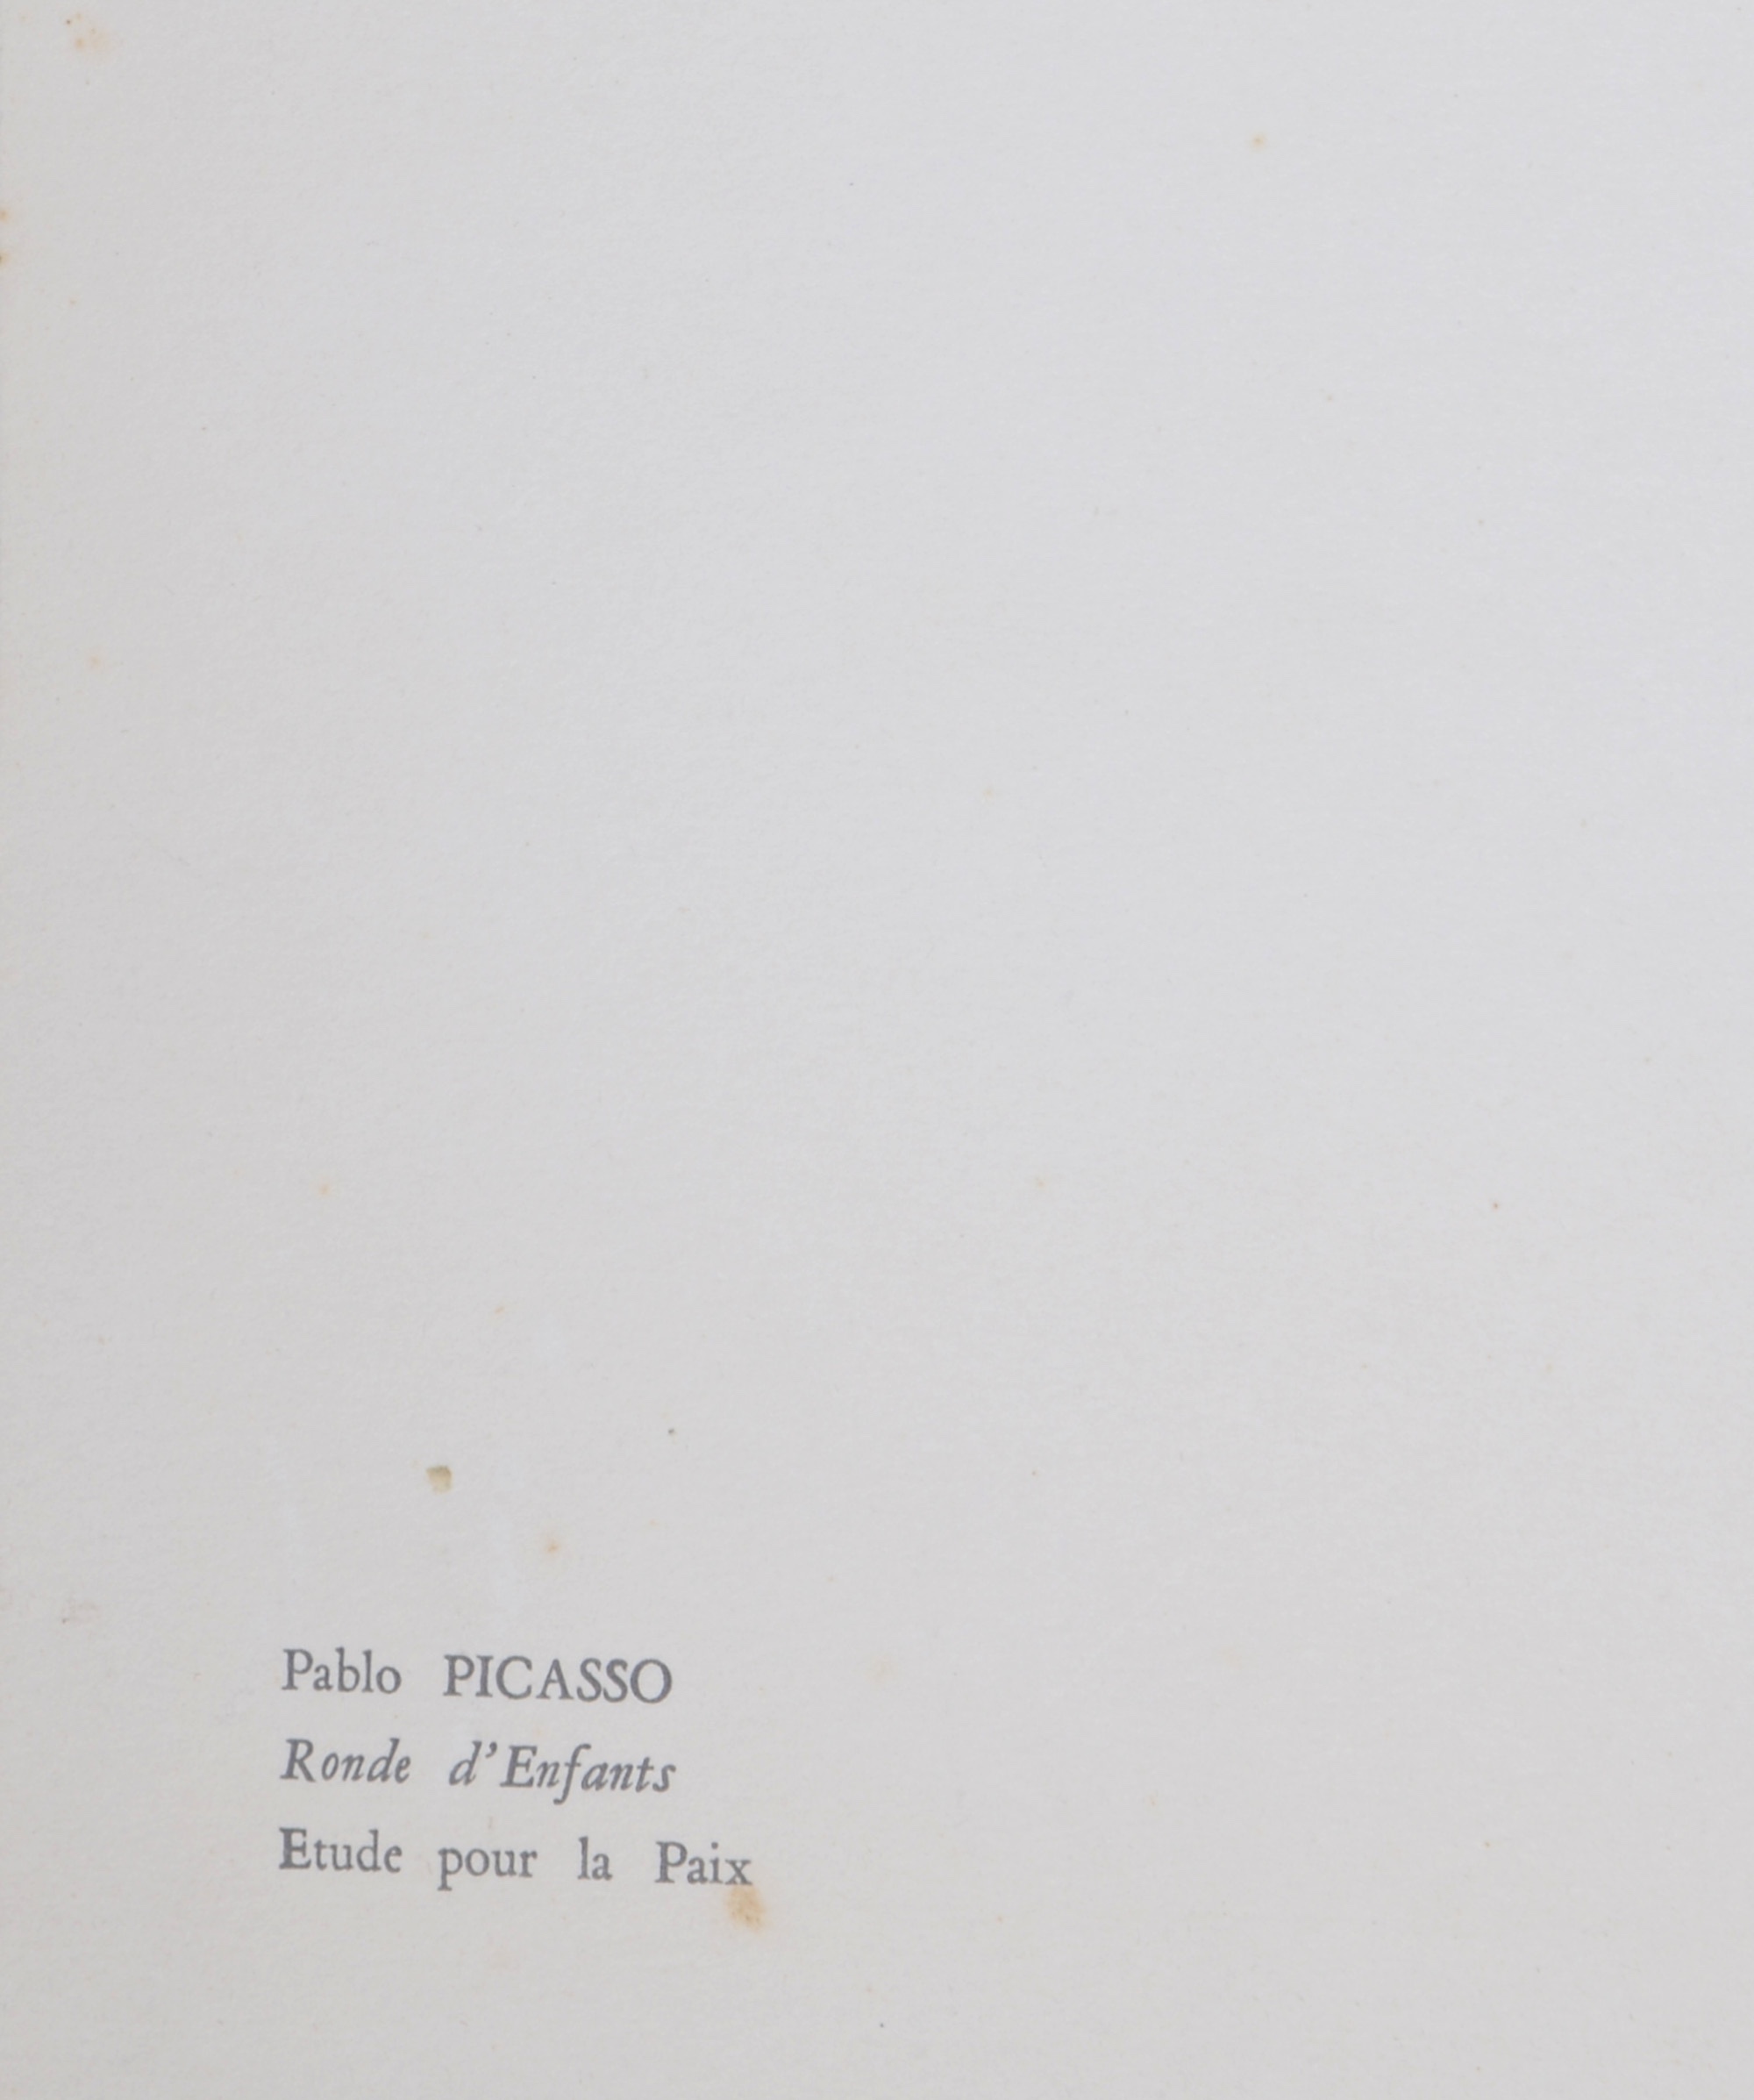 Pablo PICASSO
Ronde d'Enfants
Etude pour la Paix